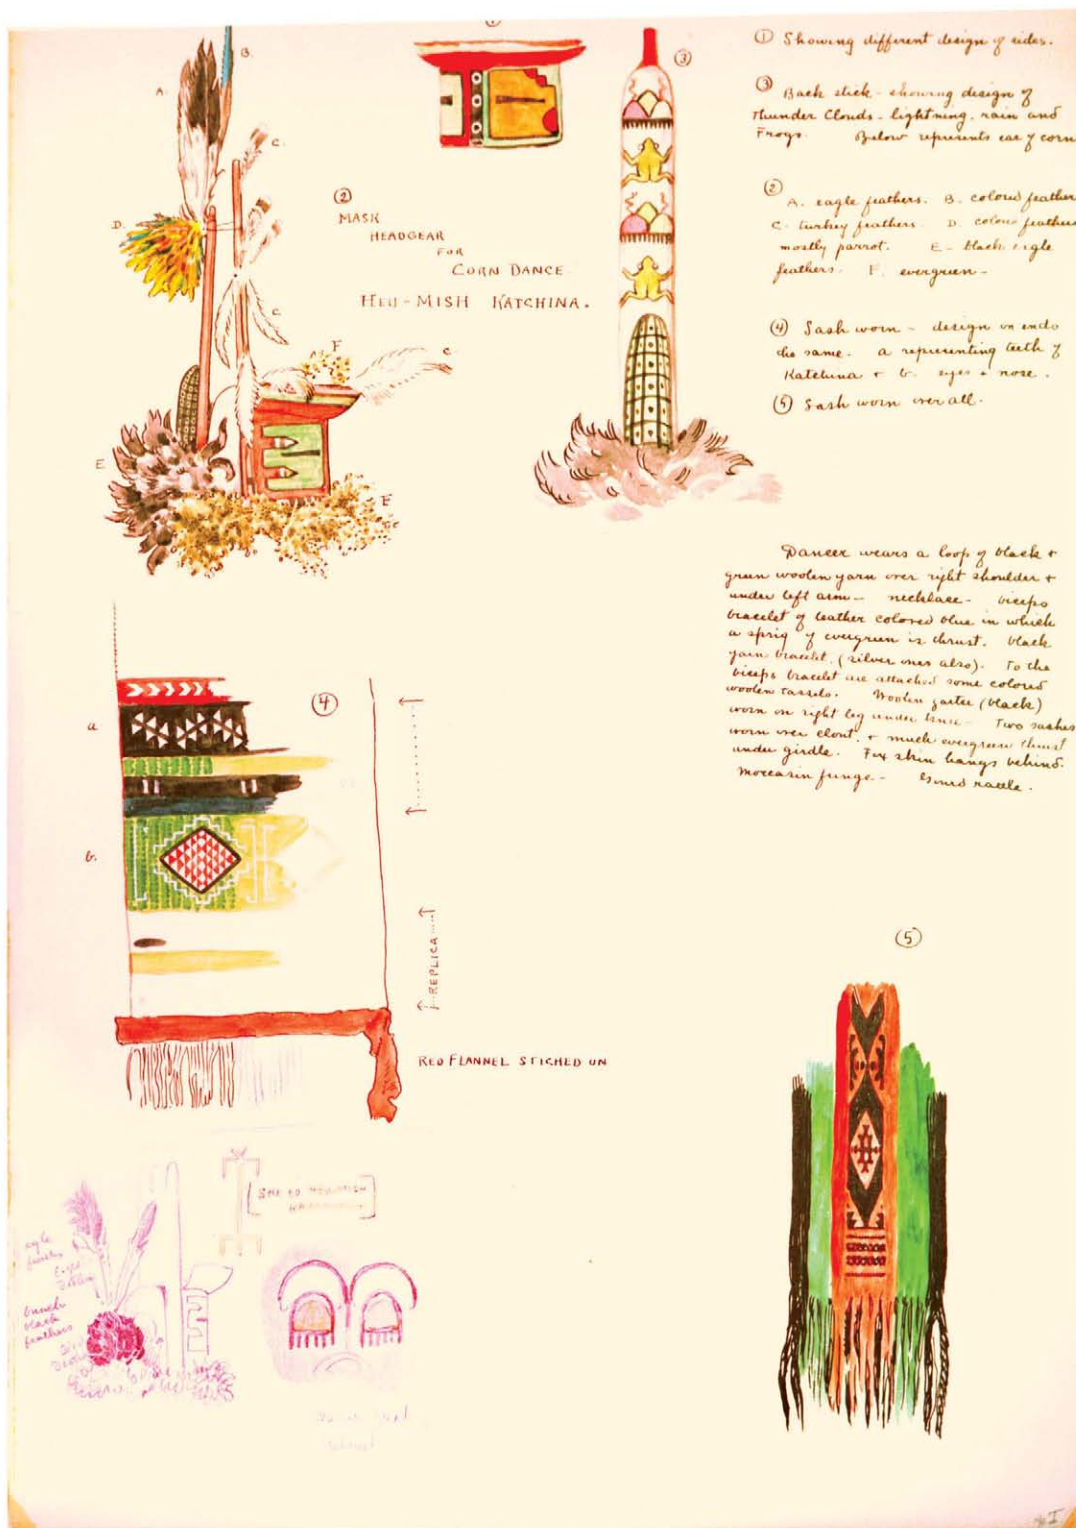 1
① Showing different design of sides.
③ Back stick - showing design of
Thunder Clouds - lightning, rain and
Frogs. Below represents ear of corn
② A. eagle feathers. B. colored feather
C. turkey feathers. D. colour feathers
mostly parrot. E - black eagle
feathers. F. evergreen -
④ Sash worn - design on ends
the same. a representing teeth of
Katchina + b. eyes + nose.
⑤ Sash worn over all.
A.
B.
C.
D.
③
②
MASK
HEADGEAR
FOR
CORN DANCE
HEU-MISH KATCHINA.
C.
F
C
E
F
Dancer wears a loop of black +
green woolen yarn over right shoulder +
under left arm - necklace - biceps
bracelet of leather colored blue in which
a sprig of evergreen is thrust. black
yarn bracelet. (silver ones also). To the
biceps bracelet are attached some colored
woolen tassels. Woolen garter (black)
worn on right leg under knee - Two sashes
worn over clout, + much evergreen thrust
under girdle. Fox skin hangs behind.
Moccasin fringe - Gourd rattle.
④
a
b.
REPLICA
RED FLANNEL STICHED ON
⑤
eagle
bunch
black
feathers
I